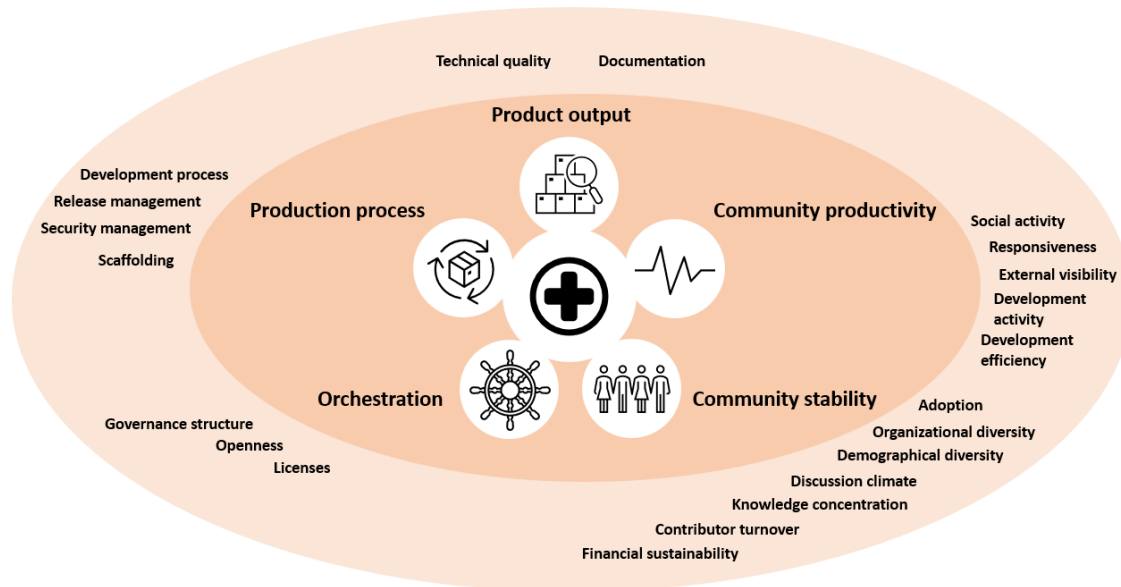 Technical quality
Documentation
Product output
Development process
Release management
Security management
Scaffolding
Production process
Community productivity
Social activity
Responsiveness
External visibility
Development
activity
Development
efficiency
Orchestration
Governance structure
Openness
Licenses
Community stability
Adoption
Organizational diversity
Demographical diversity
Discussion climate
Knowledge concentration
Contributor turnover
Financial sustainability